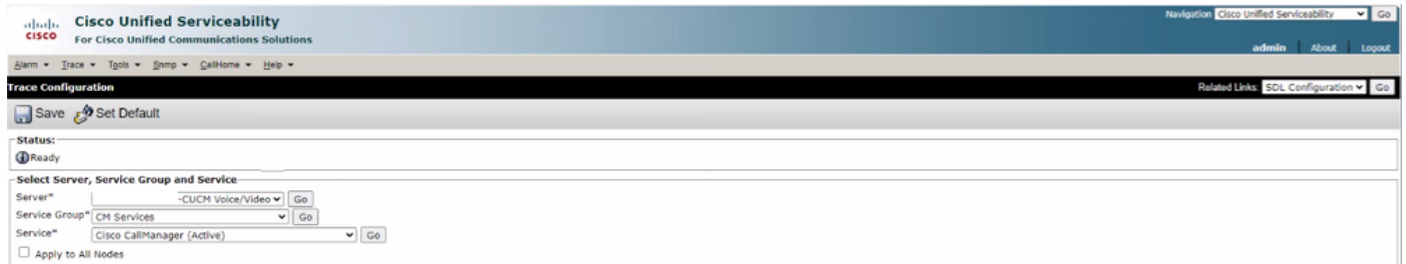 Cisco Unified Serviceability
For Cisco Unified Communications Solutions
CISCO
Navigation Cisco Unified Serviceability Go
admin About Logout
Alarm Trace Tools Snmp CallHome Help
Trace Configuration
Related Links: SDL Configuration Go
Save Set Default
Status:
Ready
Select Server, Service Group and Service
Server* -CUCM Voice/Video Go
Service Group* CM Services Go
Service* Cisco CallManager (Active) Go
Apply to All Nodes